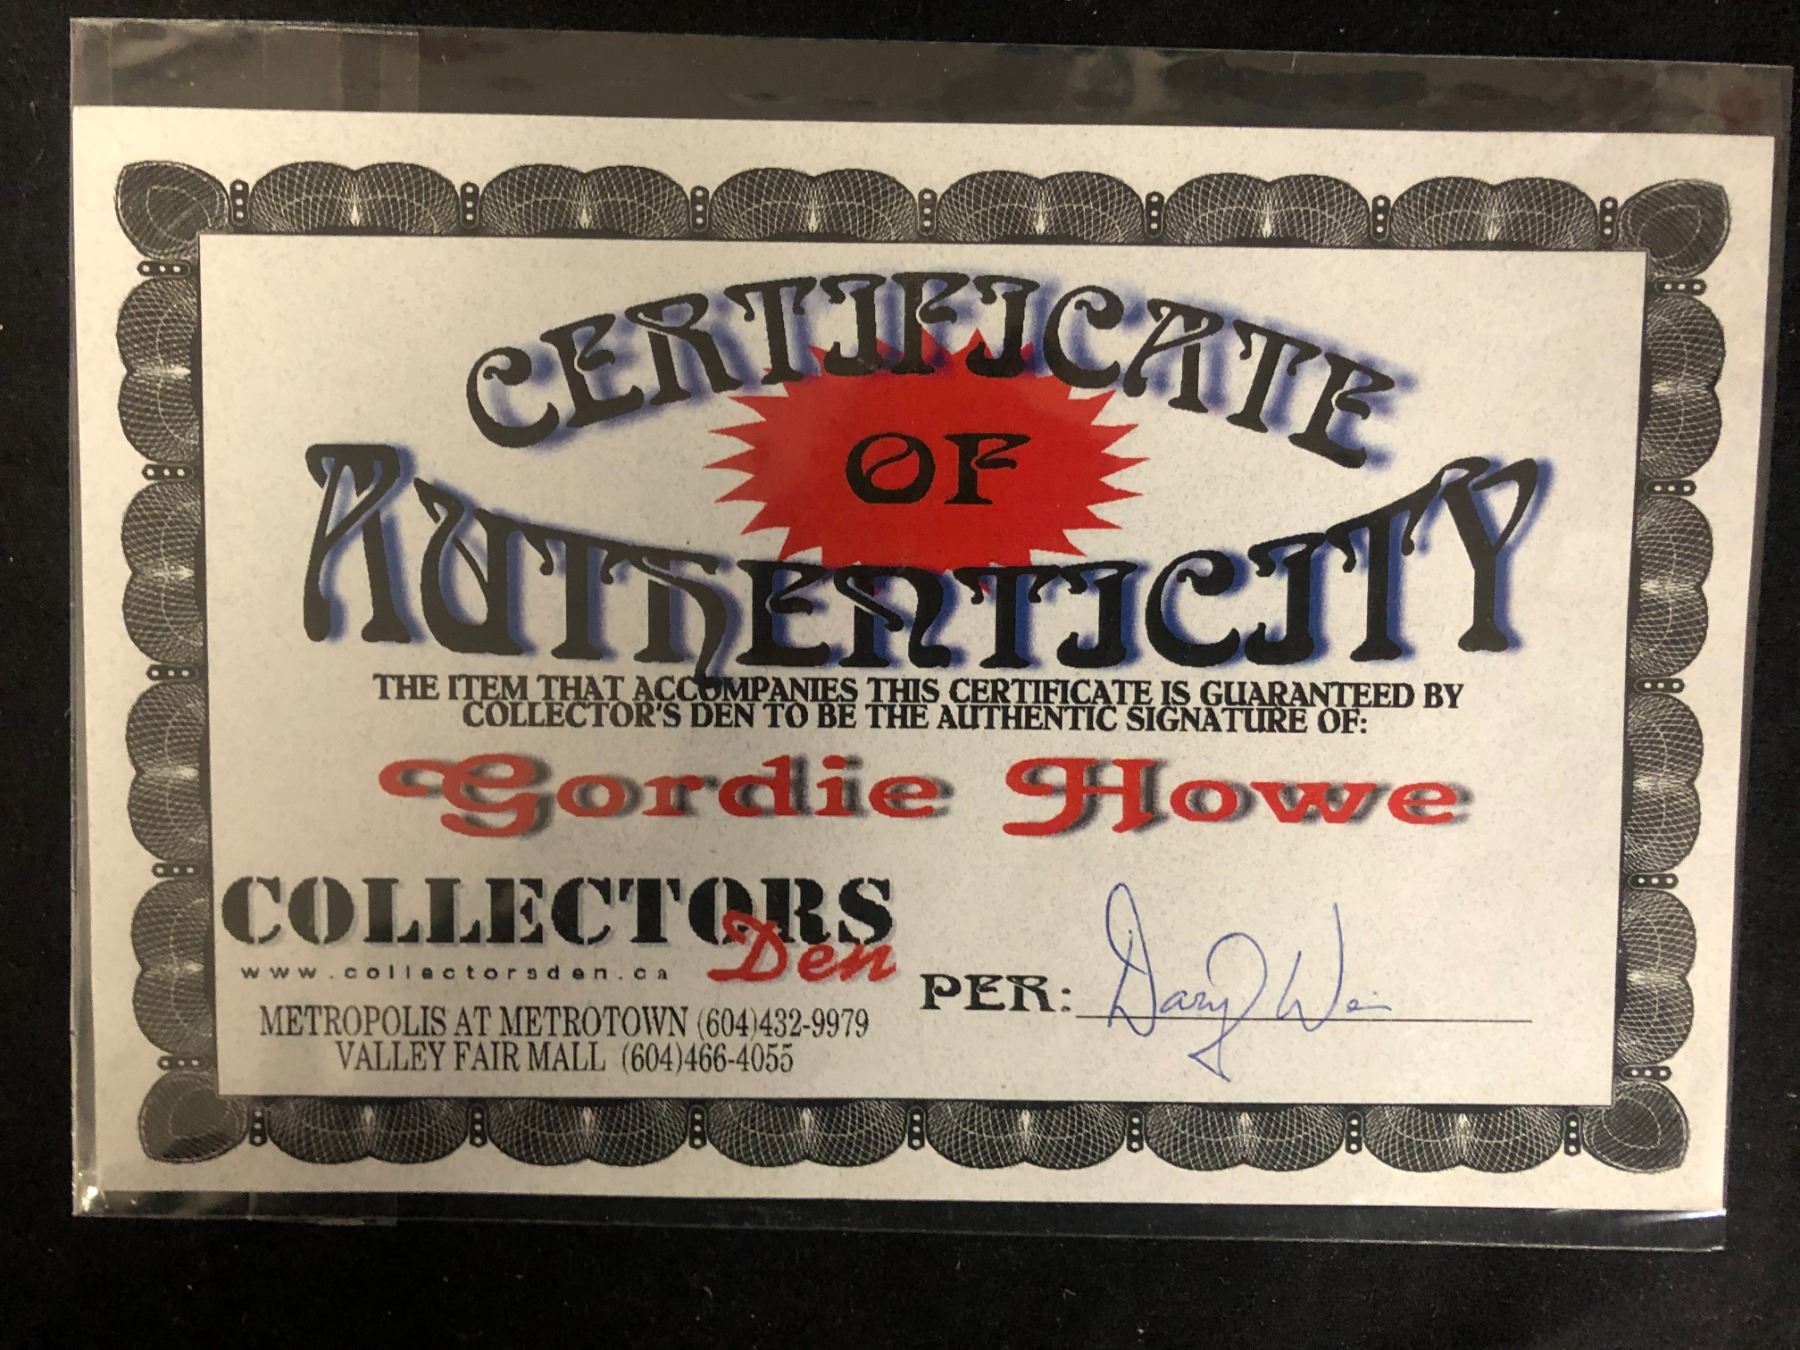 CERTIFICATE
OF
AUTHENTICITY
THE ITEM THAT ACCOMPANIES THIS CERTIFICATE IS GUARANTEED BY
COLLECTOR'S DEN TO BE THE AUTHENTIC SIGNATURE OF:
Gordie Howe
COLLECTORS
Den
www.collectorsden.ca
METROPOLIS AT METROTOWN (604)432-9979
VALLEY FAIR MALL (604)466-4055
PER: